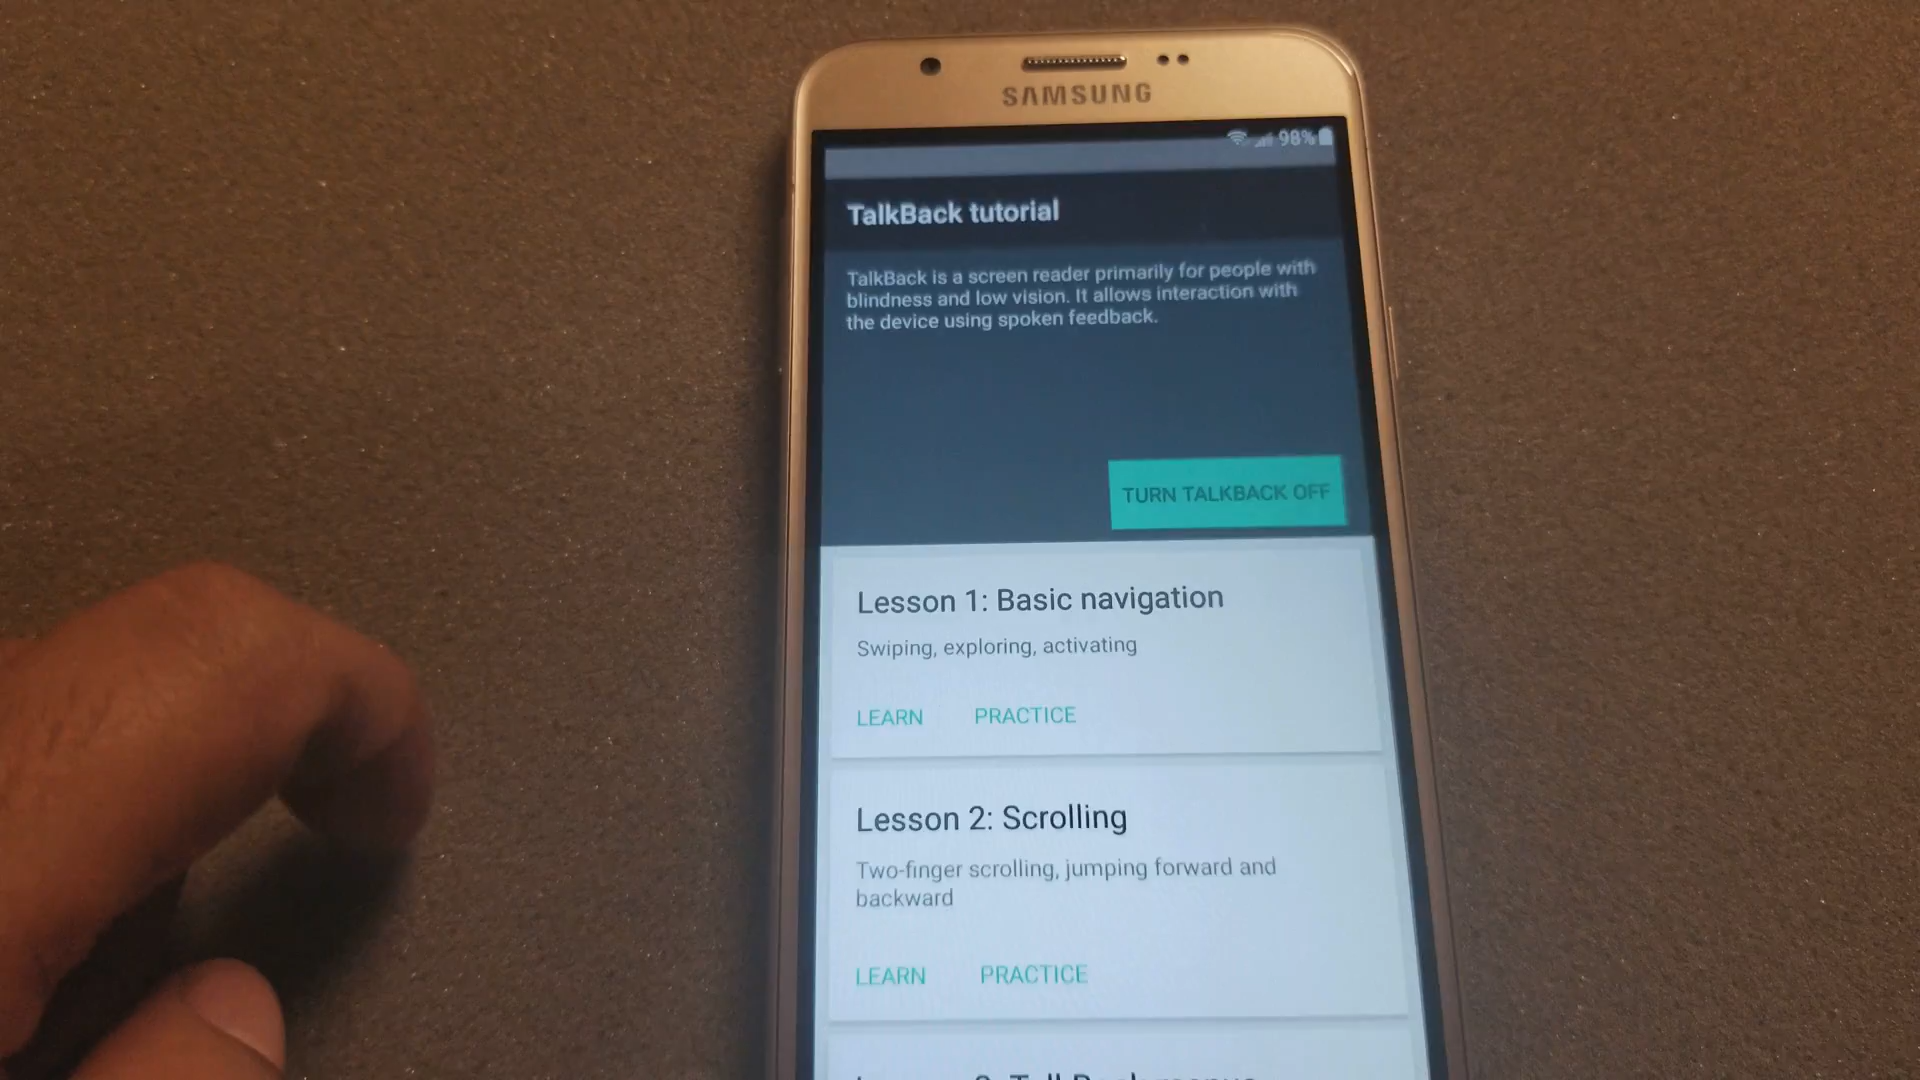 SAMSUNG
98%
TalkBack tutorial
TalkBack is a screen reader primarily for people with
blindness and low vision. It allows interaction with
the device using spoken feedback.
TURN TALKBACK OFF
Lesson 1: Basic navigation
Swiping, exploring, activating
LEARN PRACTICE
Lesson 2: Scrolling
Two-finger scrolling, jumping forward and
backward
LEARN PRACTICE